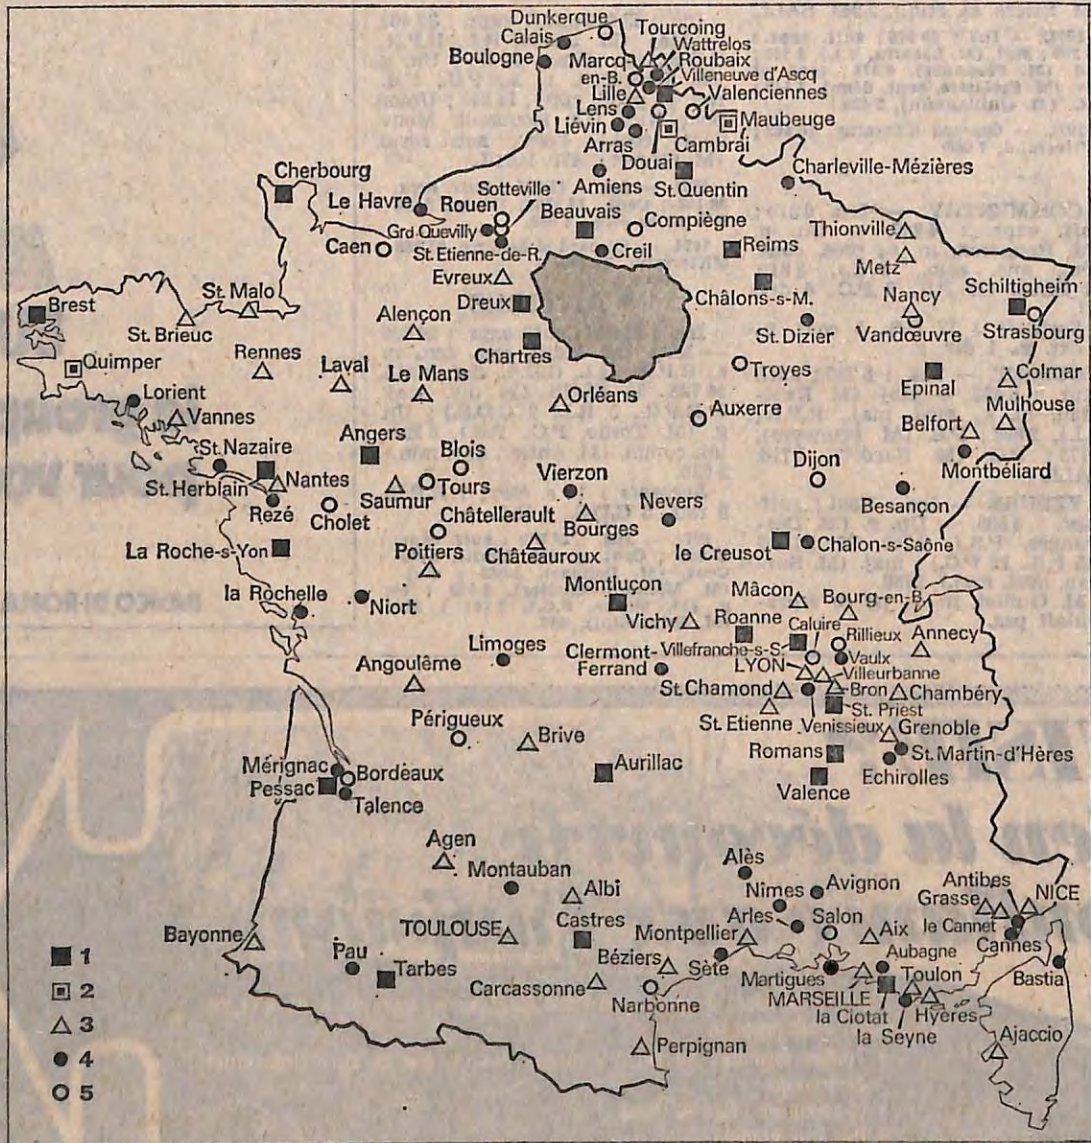 Dunkerque
Tourcoing
Calais
Wattrelos
Boulogne
Marcq-
en-B.
Roubaix
Villeneuve d'Ascq
Lille
Valenciennes
Lens
Liévin
Maubeuge
Arras
Cambrai
Douai
Cherbourg
Amiens
St.Quentin
Charleville-Mézières
Le Havre
Sotteville
Rouen
Beauvais
Compiègne
Thionville
Grd Quevilly
Caen
St.Etienne-de-R.
Creil
Reims
Metz
Evreux
Châlons-s-M.
Nancy
Schiltigheim
Brest
St.Malo
Dreux
St.Brieuc
Alençon
St.Dizier
Vandœuvre
Strasbourg
Chartres
Quimper
Rennes
Laval
Le Mans
Troyes
Epinal
Colmar
Orléans
Lorient
Auxerre
Mulhouse
Vannes
Belfort
St.Nazaire
Angers
Blois
Dijon
Montbéliard
St.Herblain
Nantes
Saumur
Tours
Vierzon
Nevers
Besançon
Rezé
Cholet
Châtellerault
Bourges
La Roche-s-Yon
Poitiers
Châteauroux
le Creusot
Chalon-s-Saône
la Rochelle
Niort
Montluçon
Mâcon
Bourg-en-B.
Vichy
Roanne
Caluire
Rillieux
Annecy
Limoges
Clermont-
Ferrand
Villefranche-s-S.
Vaulx
Angoulême
LYON
Villeurbanne
St.Chamond
Bron
Chambéry
St.Priest
Périgueux
Brive
St.Etienne
Venissieux
Grenoble
Mérignac
Bordeaux
Aurillac
Romans
St.Martin-d'Hères
Pessac
Echirolles
Talence
Valence
Agen
Alès
Montauban
Albi
Nîmes
Avignon
Antibes
Grasse
NICE
Arles
Salon
le Cannet
Bayonne
TOULOUSE
Castres
Montpellier
Aix
Cannes
Pau
Béziers
Sète
Aubagne
Tarbes
Martigues
Toulon
Bastia
Carcassonne
Narbonne
MARSEILLE
la Ciotat
Hyères
la Seyne
Perpignan
Ajaccio
1
2
3
4
5